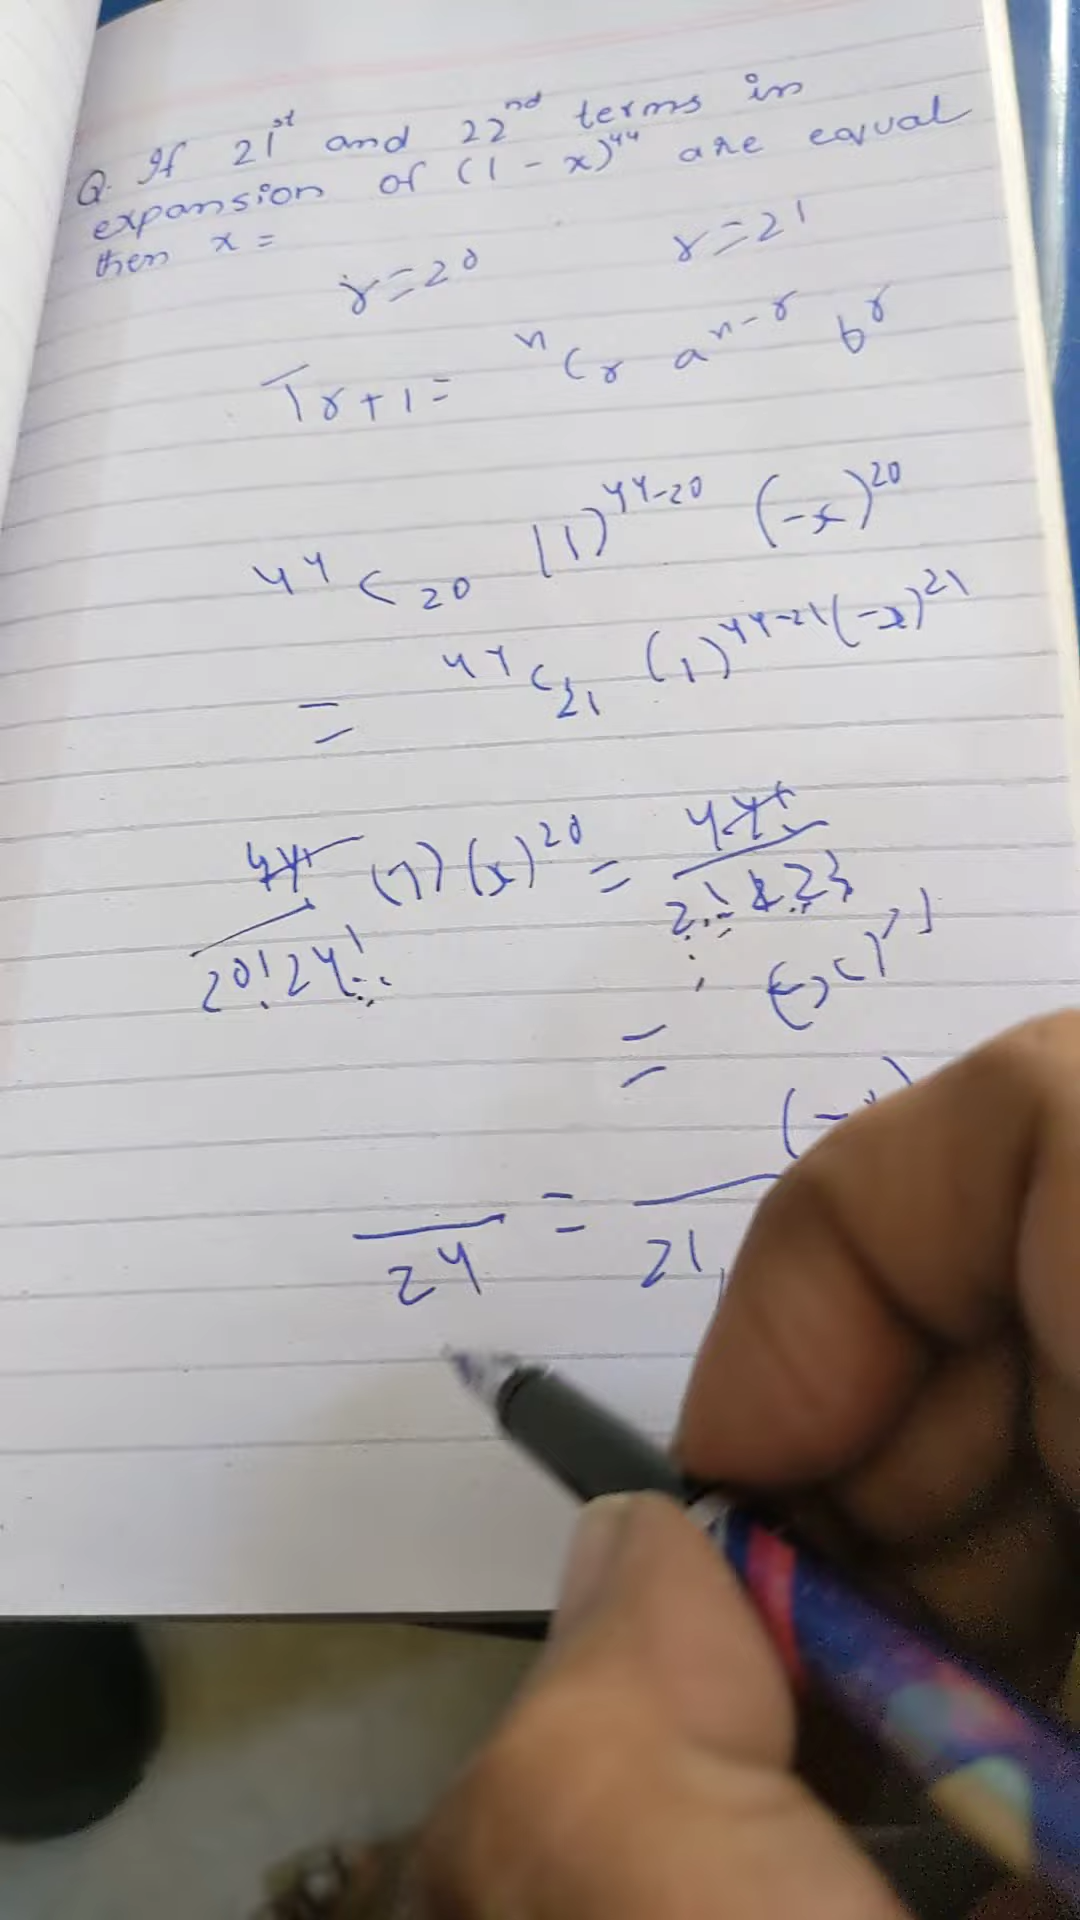 Q. If 21st and 22nd terms in
expansion of (1 - x)^44 are equal
then x =
r=20 r=21
Tr+1 = nCr a^n-r b^r
44C20 (1)^44-20 (-x)^20
= 44C21 (1)^44-21 (-x)^21
44! (1) (x)^20 = 44!
20! 24! 21! 23!
(-x)^21
=
(-
=
24 21